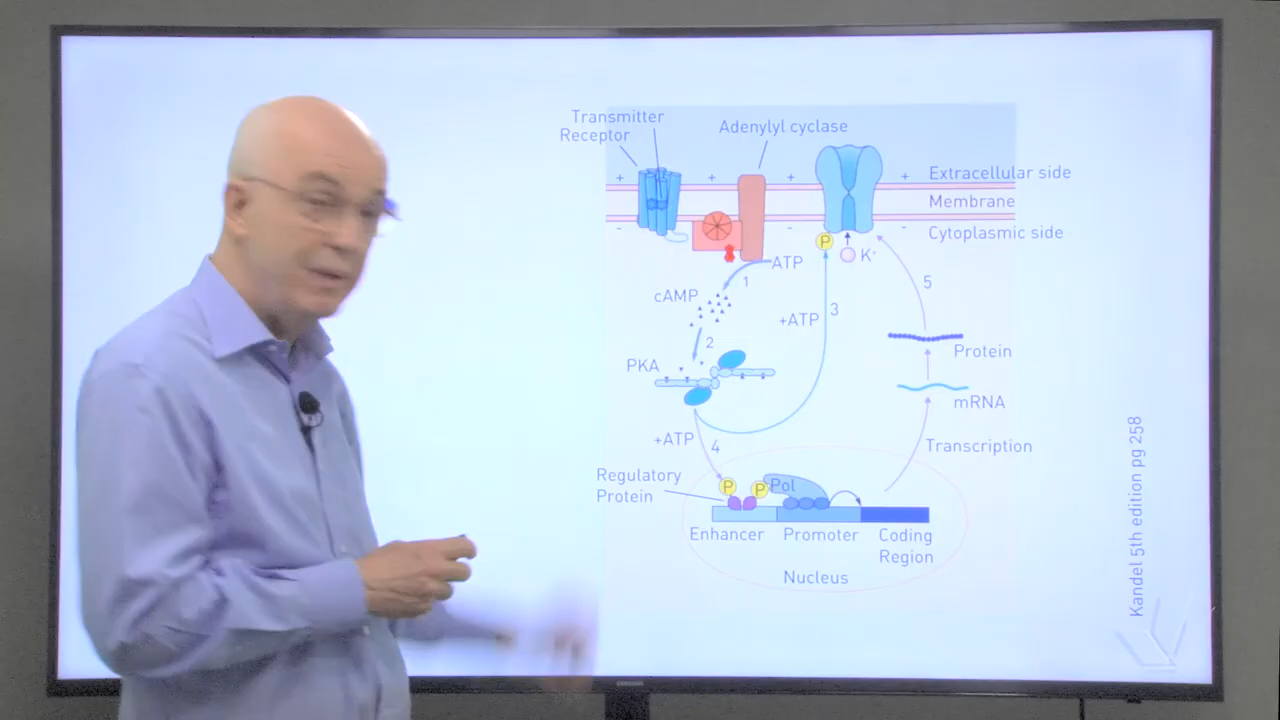 Transmitter
Receptor
Adenylyl cyclase
+
+
+
+
Extracellular side
Membrane
Cytoplasmic side
-
-
-
P
K+
ATP
1
cAMP
5
+ATP
3
2
PKA
Protein
mRNA
+ATP
4
Transcription
Regulatory
Protein
P
P
Pol
Enhancer
Promoter
Coding
Region
Nucleus
Kandel 5th edition pg 258
SAMSUNG